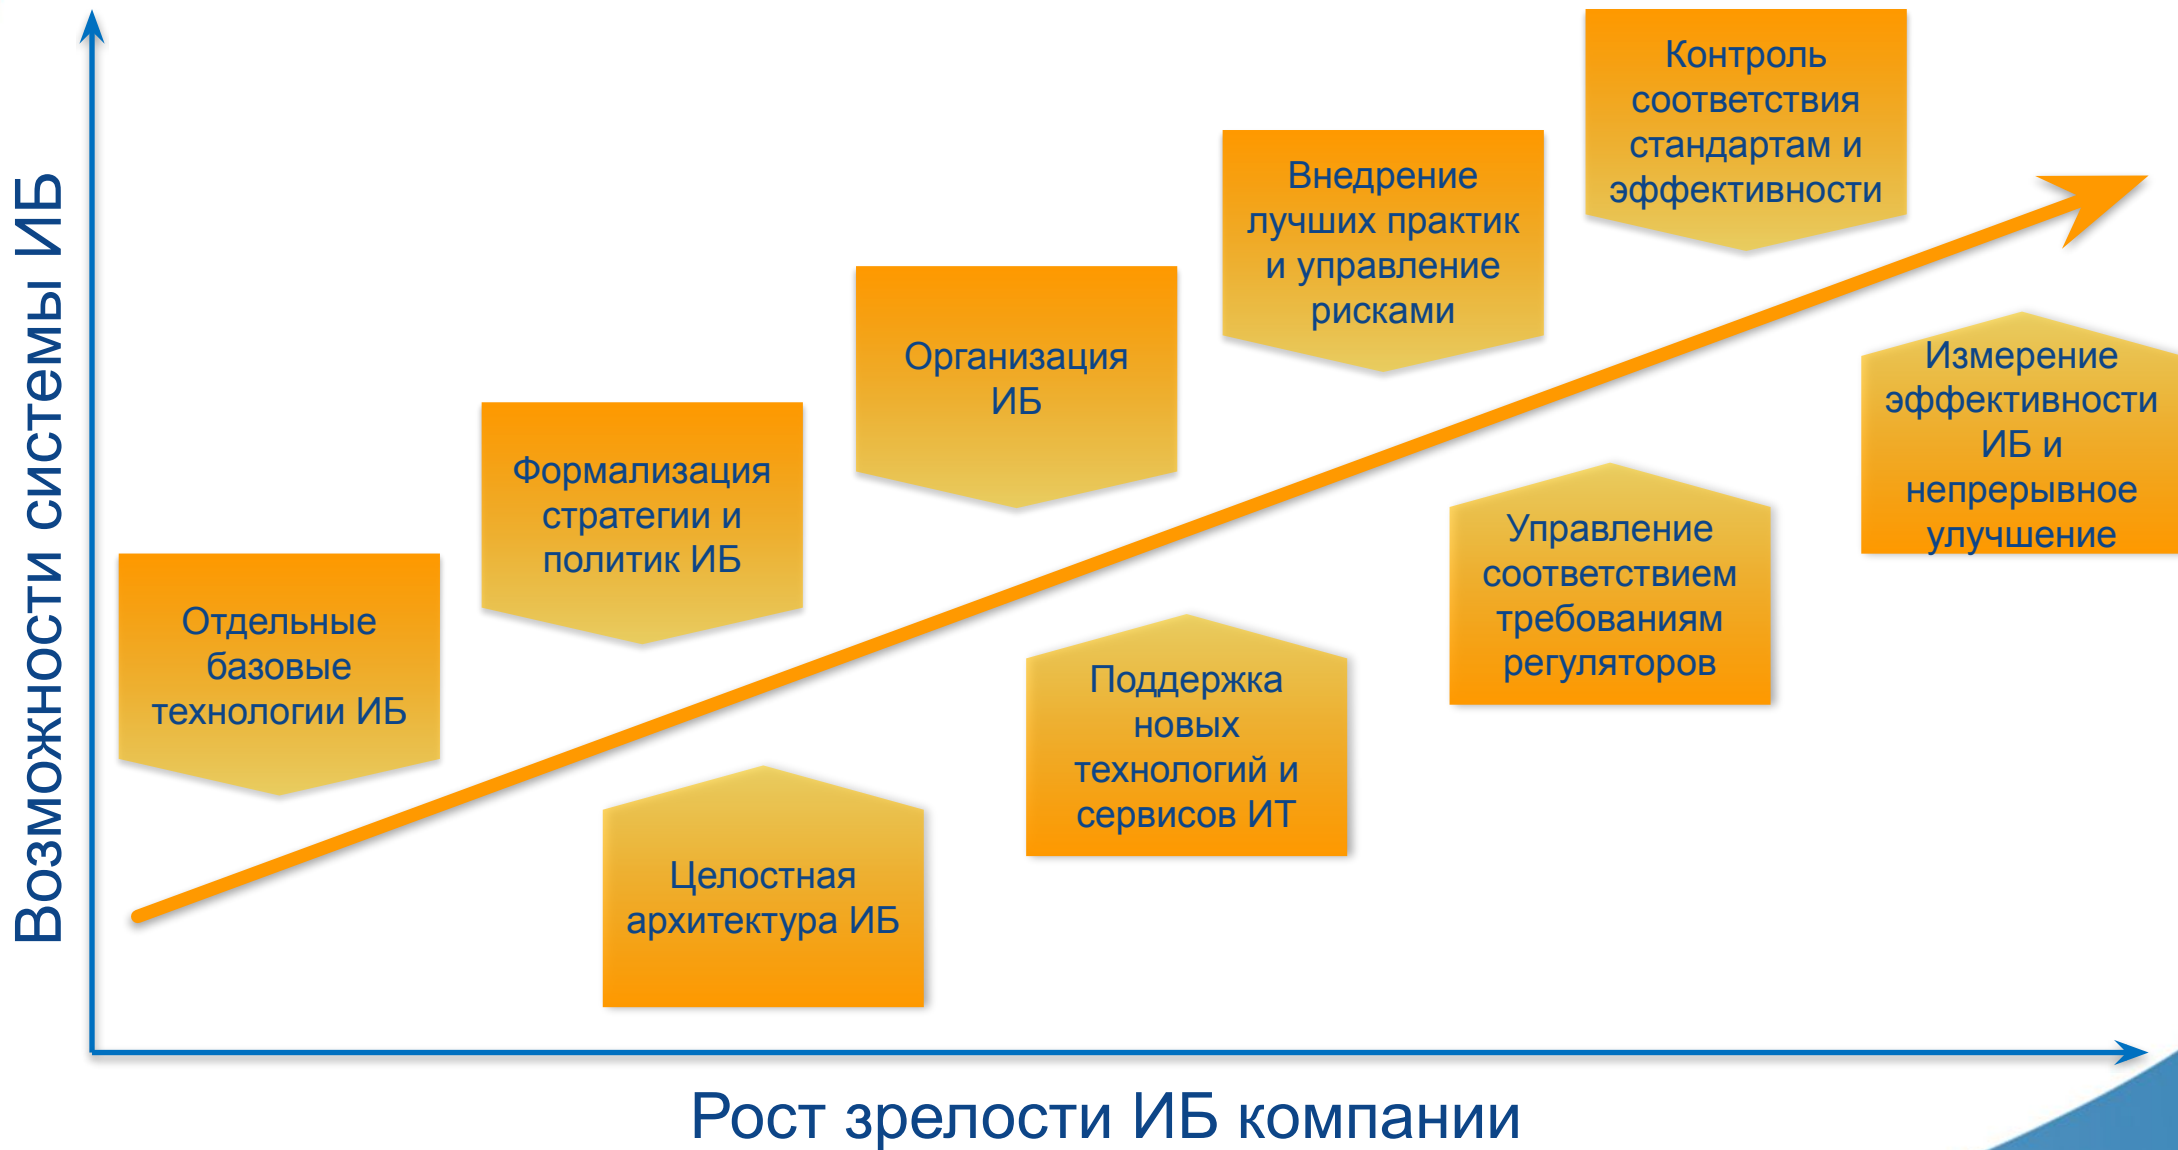 Возможности системы ИБ
Отдельные
базовые
технологии ИБ
Формализация
стратегии и
политик ИБ
Организация
ИБ
Внедрение
лучших практик
и управление
рисками
Контроль
соответствия
стандартам и
эффективности
Целостная
архитектура ИБ
Поддержка
новых
технологий и
сервисов ИТ
Управление
соответствием
требованиям
регуляторов
Измерение
эффективности
ИБ и
непрерывное
улучшение
Рост зрелости ИБ компании